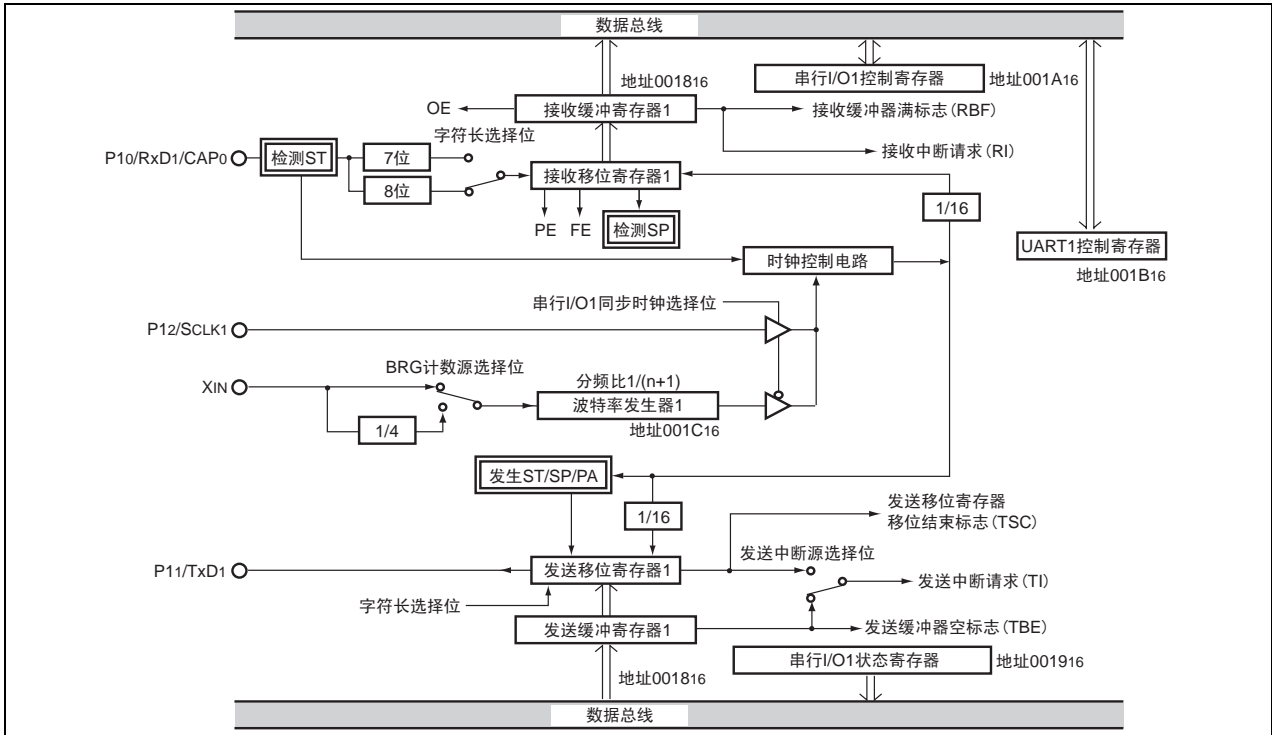 数据总线
地址001816
串行I/O1控制寄存器
地址001A16
OE
接收缓冲寄存器1
接收缓冲器满标志(RBF)
字符长选择位
P10/RxD1/CAP0
检测ST
7位
接收中断请求(RI)
8位
接收移位寄存器1
1/16
PE
FE
检测SP
UART1控制寄存器
时钟控制电路
地址001B16
串行I/O1同步时钟选择位
P12/SCLK1
BRG计数源选择位
XIN
分频比1/(n+1)
波特率发生器1
1/4
地址001C16
发生ST/SP/PA
1/16
发送移位寄存器
移位结束标志(TSC)
发送中断源选择位
P11/TxD1
发送移位寄存器1
发送中断请求(TI)
字符长选择位
发送缓冲寄存器1
发送缓冲器空标志(TBE)
串行I/O1状态寄存器
地址001916
地址001816
数据总线